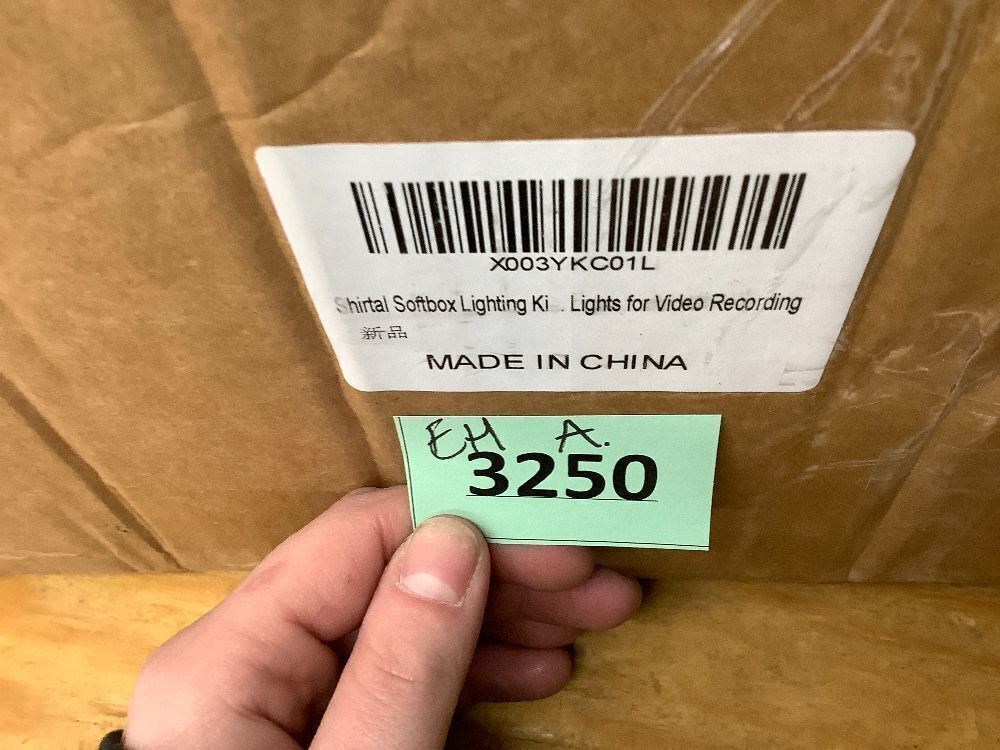 X003YKC01L
Shirtal Softbox Lighting Ki... Lights for Video Recording
新品
MADE IN CHINA
EH A.
3250